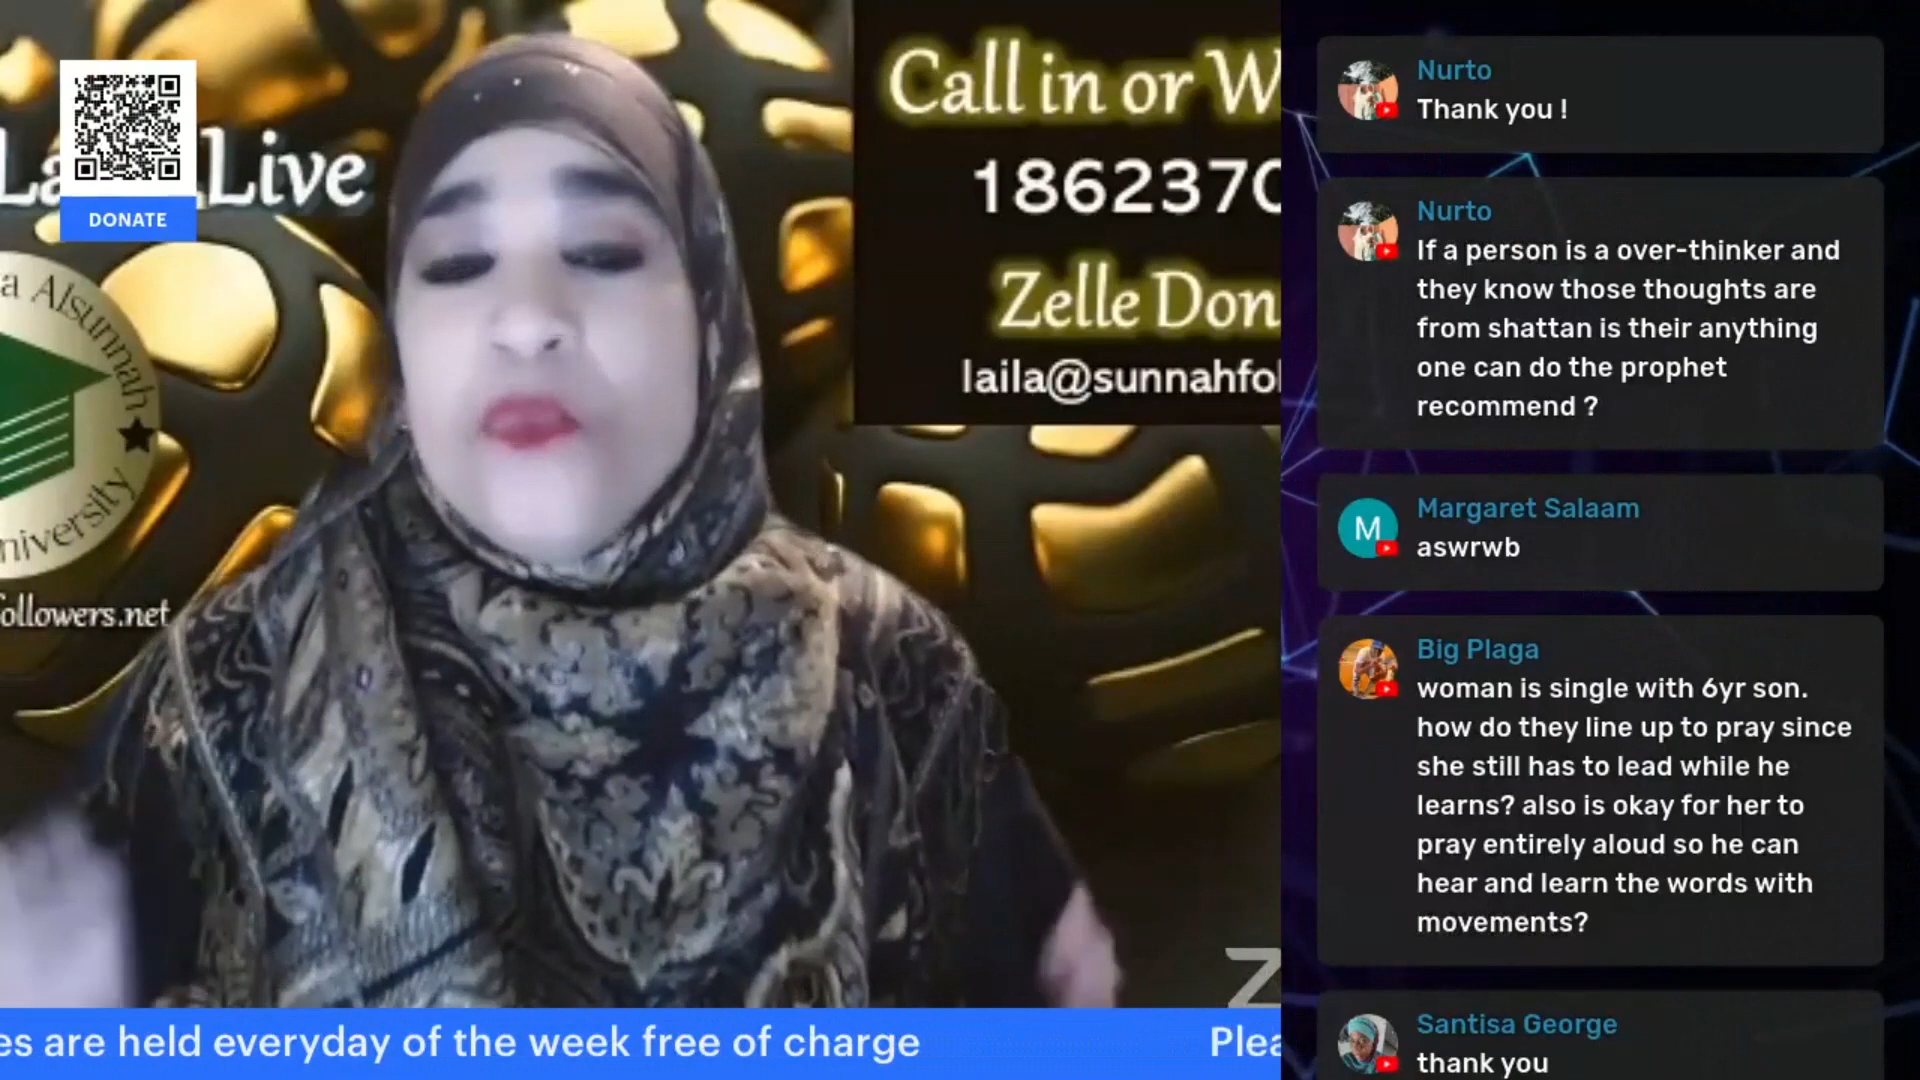 La
Live
DONATE
a Alsunnah
niversity
ollowers.net
Call in or W
1862370
Zelle Don
laila@sunnahfol
Z
es are held everyday of the week free of charge
Plea
Nurto
Thank you !
Nurto
If a person is a over-thinker and
they know those thoughts are
from shattan is their anything
one can do the prophet
recommend ?
Margaret Salaam
aswrwb
M
Big Plaga
woman is single with 6yr son.
how do they line up to pray since
she still has to lead while he
learns? also is okay for her to
pray entirely aloud so he can
hear and learn the words with
movements?
Santisa George
thank you